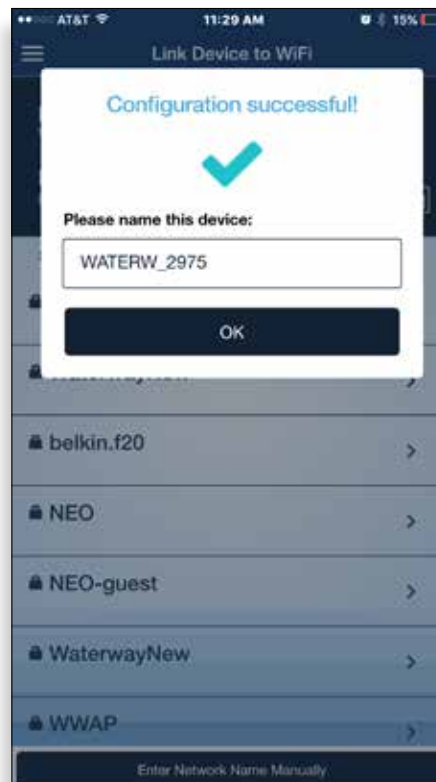 AT&T 11:29 AM 15%
Link Device to WiFi
Configuration successful!
Please name this device:
WATERW_2975
OK
belkin.f20
NEO
NEO-guest
WaterwayNew
WWAP
Enter Network Name Manually